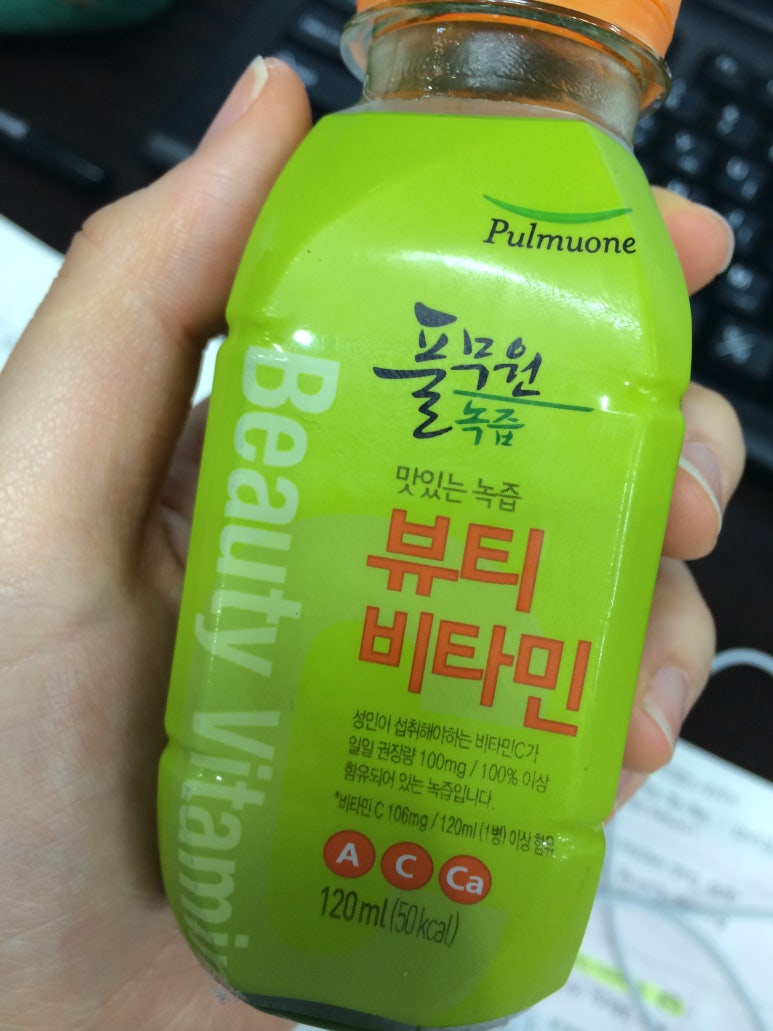 Pulmuone
풀무원
녹즙
맛있는 녹즙
뷰티
비타민
성인이 섭취해야하는 비타민C가
일일 권장량 100mg / 100% 이상
함유되어 있는 녹즙입니다.
*비타민 C 106mg / 120ml (1병) 이상 함유
A C Ca
120ml (50kcal)
Beauty Vitami